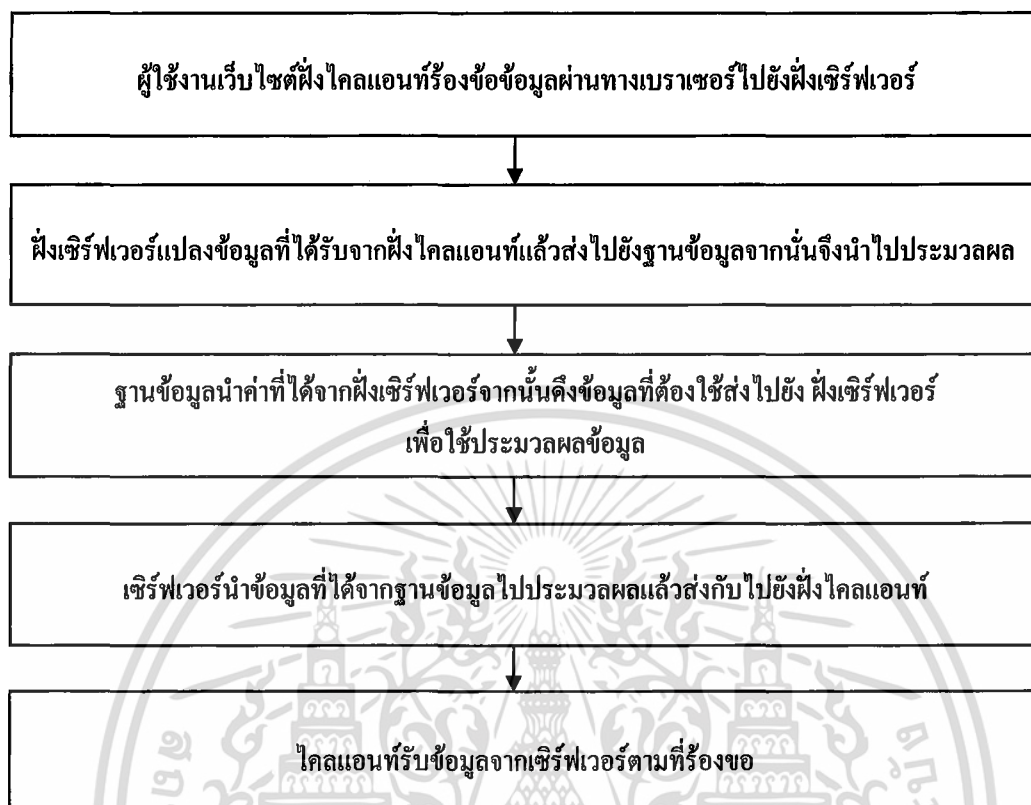 ผู้ใช้งานเว็บไซต์ฝั่งไคลแอนท์ร้องข้อข้อมูลผ่านทางเบราเซอร์ไปยังฝั่งเซิร์ฟเวอร์
ฝั่งเซิร์ฟเวอร์แปลงข้อมูลที่ได้รับจากฝั่งไคลแอนท์แล้วส่งไปยังฐานข้อมูลจากนั่นจึงนำไปประมวลผล
ฐานข้อมูลนำค่าที่ได้จากฝั่งเซิร์ฟเวอร์จากนั้นดึงข้อมูลที่ต้องใช้ส่งไปยัง ฝั่งเซิร์ฟเวอร์
เพื่อใช้ประมวลผลข้อมูล
เซิร์ฟเวอร์นำข้อมูลที่ได้จากฐานข้อมูลไปประมวลผลแล้วส่งกับไปยังฝั่งไคลแอนท์
ไคลแอนท์รับข้อมูลจากเซิร์ฟเวอร์ตามที่ร้องขอ